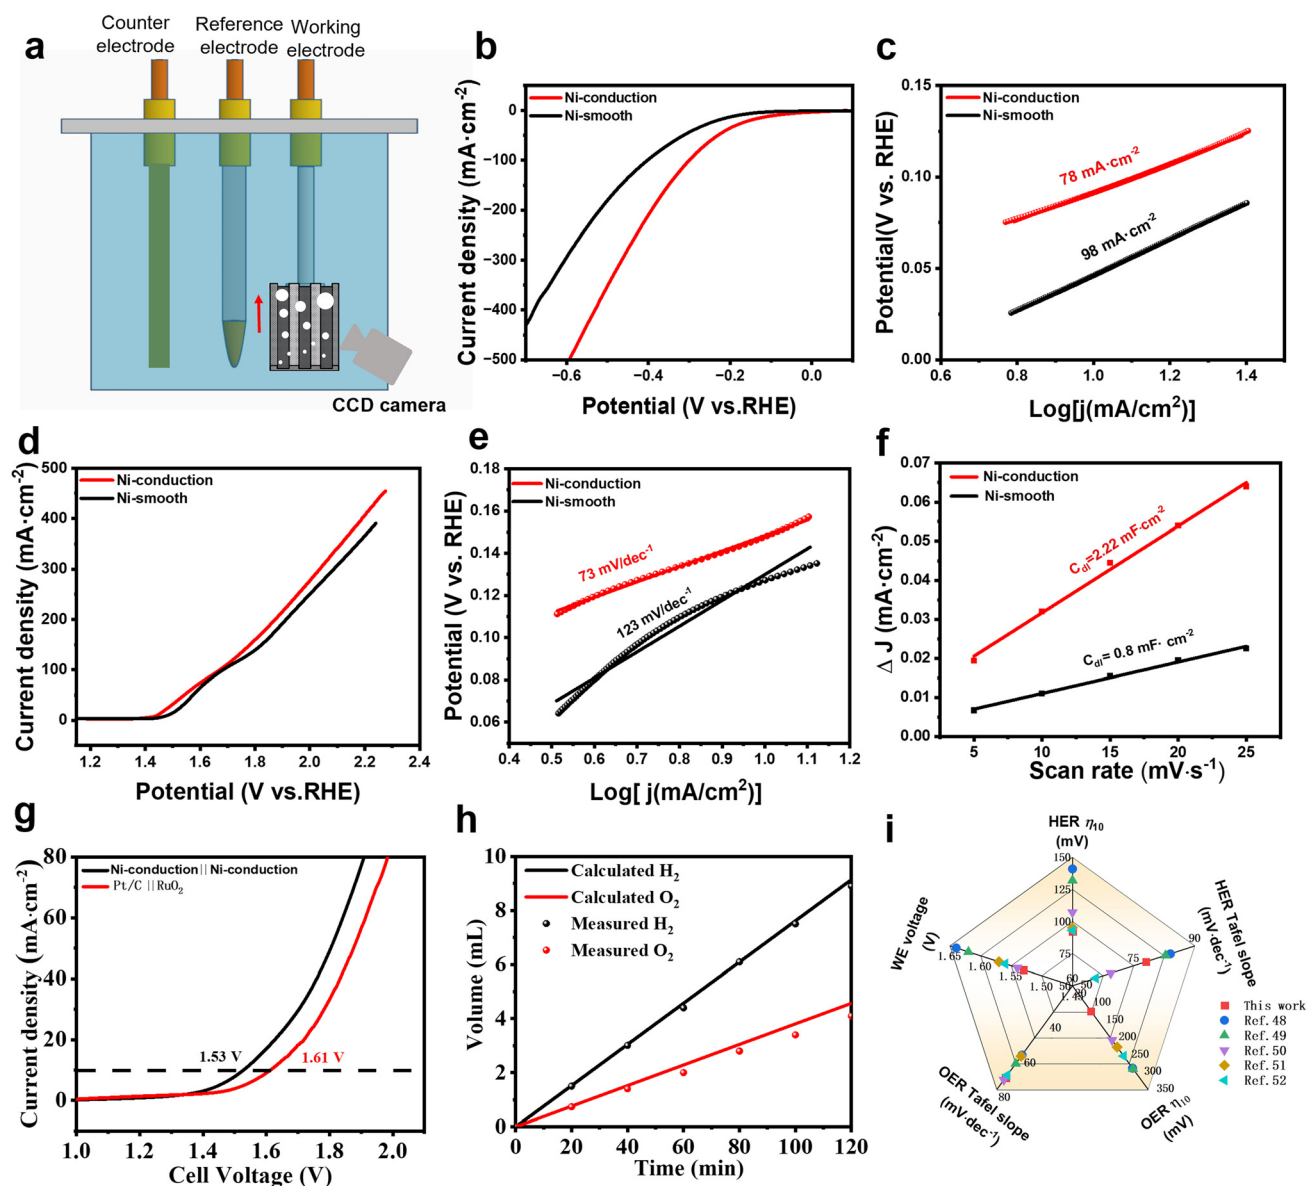 a
Counter
electrode
Reference
electrode
Working
electrode
CCD camera
b
Ni-conduction
Ni-smooth
Current density (mA·cm⁻²)
0
−100
−200
−300
−400
−500
−0.6
−0.4
−0.2
0.0
Potential (V vs.RHE)
c
Ni-conduction
Ni-smooth
78 mA·cm⁻²
98 mA·cm⁻²
Potential(V vs. RHE)
0.15
0.10
0.05
0.00
0.6
0.8
1.0
1.2
1.4
Log[j(mA/cm²)]
d
Ni-conduction
Ni-smooth
Current density (mA·cm⁻²)
500
400
300
200
100
0
1.2
1.4
1.6
1.8
2.0
2.2
2.4
Potential (V vs.RHE)
e
Ni-conduction
Ni-smooth
73 mV/dec⁻¹
123 mV/dec⁻¹
Potential (V vs. RHE)
0.18
0.16
0.14
0.12
0.10
0.08
0.06
0.4
0.5
0.6
0.7
0.8
0.9
1.0
1.1
1.2
Log[ j(mA/cm²)]
f
Ni-conduction
Ni-smooth
C_dl=2.22 mF·cm⁻²
C_dl= 0.8 mF· cm⁻²
Δ J (mA·cm⁻²)
0.07
0.06
0.05
0.04
0.03
0.02
0.01
0.00
5
10
15
20
25
Scan rate (mV·s⁻¹)
g
Ni-conduction||Ni-conduction
Pt/C||RuO₂
1.53 V
1.61 V
Current density (mA·cm⁻²)
80
60
40
20
0
1.0
1.2
1.4
1.6
1.8
2.0
Cell Voltage (V)
h
Calculated H₂
Calculated O₂
Measured H₂
Measured O₂
Volume (mL)
10
8
6
4
2
0
0
20
40
60
80
100
120
Time (min)
i
HER η₁₀
(mV)
150
125
100
75
60
50
HER Tafel slope
(mV·dec⁻¹)
90
75
50
WE voltage
(V)
1.65
1.60
1.55
1.50
OER Tafel slope
(mV·dec⁻¹)
80
60
40
OER η₁₀
(mV)
100
150
200
250
300
350
This work
Ref.48
Ref.49
Ref.50
Ref.51
Ref.52